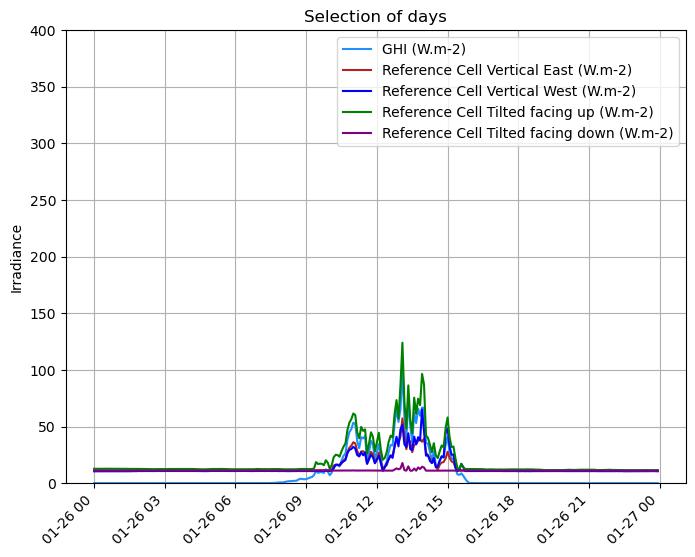 Selection of days
GHI (W.m-2)
Reference Cell Vertical East (W.m-2)
Reference Cell Vertical West (W.m-2)
Reference Cell Tilted facing up (W.m-2)
Reference Cell Tilted facing down (W.m-2)
Irradiance
400
350
300
250
200
150
100
50
0
01-26 00
01-26 03
01-26 06
01-26 09
01-26 12
01-26 15
01-26 18
01-26 21
01-27 00